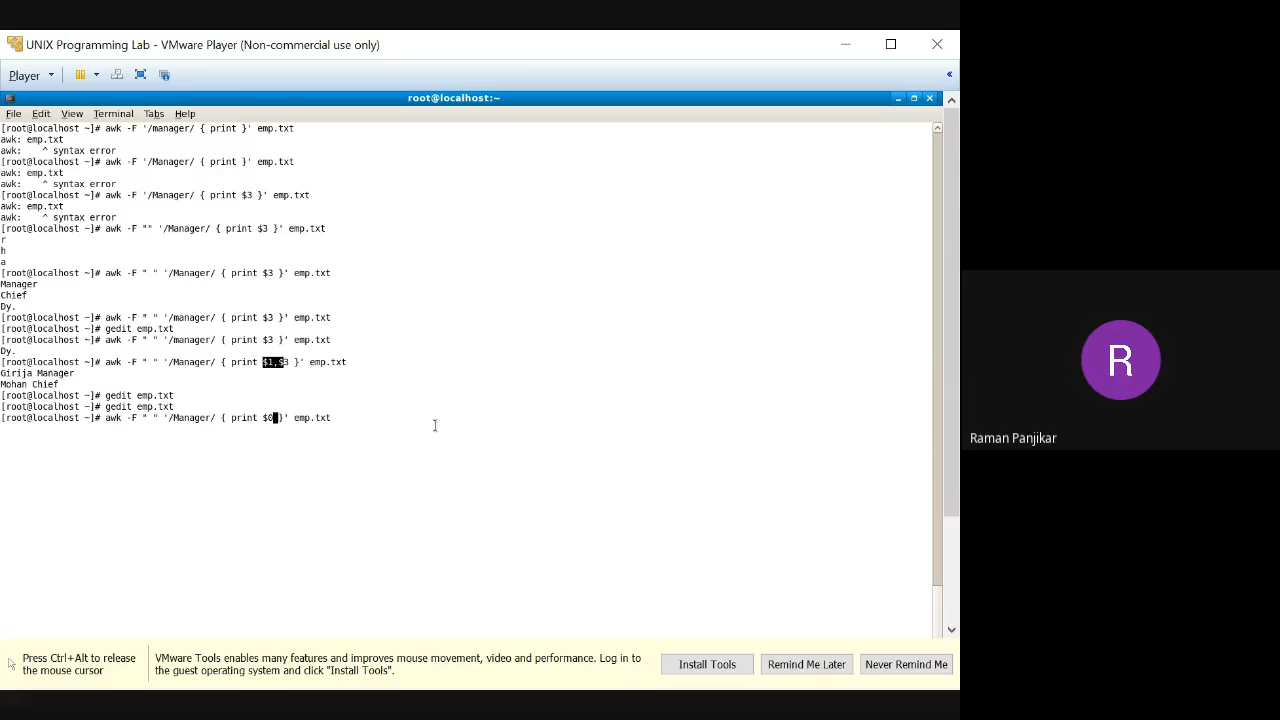 UNIX Programming Lab - VMware Player (Non-commercial use only)
Player
root@localhost:~
File Edit View Terminal Tabs Help
[root@localhost ~]# awk -F '/manager/ { print }' emp.txt
awk: emp.txt
awk:    ^ syntax error
[root@localhost ~]# awk -F '/Manager/ { print }' emp.txt
awk: emp.txt
awk:    ^ syntax error
[root@localhost ~]# awk -F '/Manager/ { print $3 }' emp.txt
awk: emp.txt
awk:    ^ syntax error
[root@localhost ~]# awk -F "" '/Manager/ { print $3 }' emp.txt
r
h
a
[root@localhost ~]# awk -F " " '/Manager/ { print $3 }' emp.txt
Manager
Chief
Dy.
[root@localhost ~]# awk -F " " '/manager/ { print $3 }' emp.txt
[root@localhost ~]# gedit emp.txt
[root@localhost ~]# awk -F " " '/manager/ { print $3 }' emp.txt
Dy.
[root@localhost ~]# awk -F " " '/Manager/ { print $1,$3 }' emp.txt
Girija Manager
Mohan Chief
[root@localhost ~]# gedit emp.txt
[root@localhost ~]# gedit emp.txt
[root@localhost ~]# awk -F " " '/Manager/ { print $0 }' emp.txt
R
Raman Panjikar
Press Ctrl+Alt to release
the mouse cursor
VMware Tools enables many features and improves mouse movement, video and performance. Log in to
the guest operating system and click "Install Tools".
Install Tools
Remind Me Later
Never Remind Me